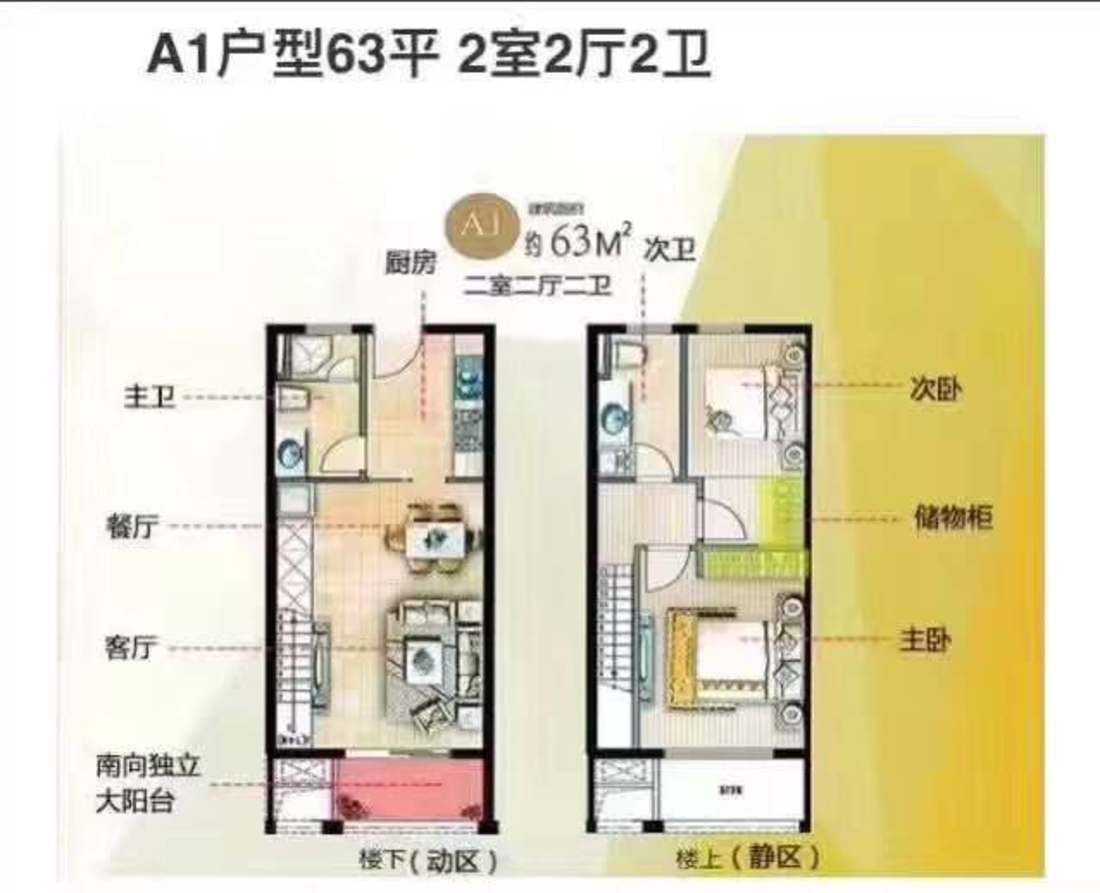 A1户型63平 2室2厅2卫
A1
建筑面积
约63M²
二室二厅二卫
厨房
次卫
主卫
次卧
餐厅
储物柜
客厅
主卧
南向独立
大阳台
楼下(动区)
楼上(静区)